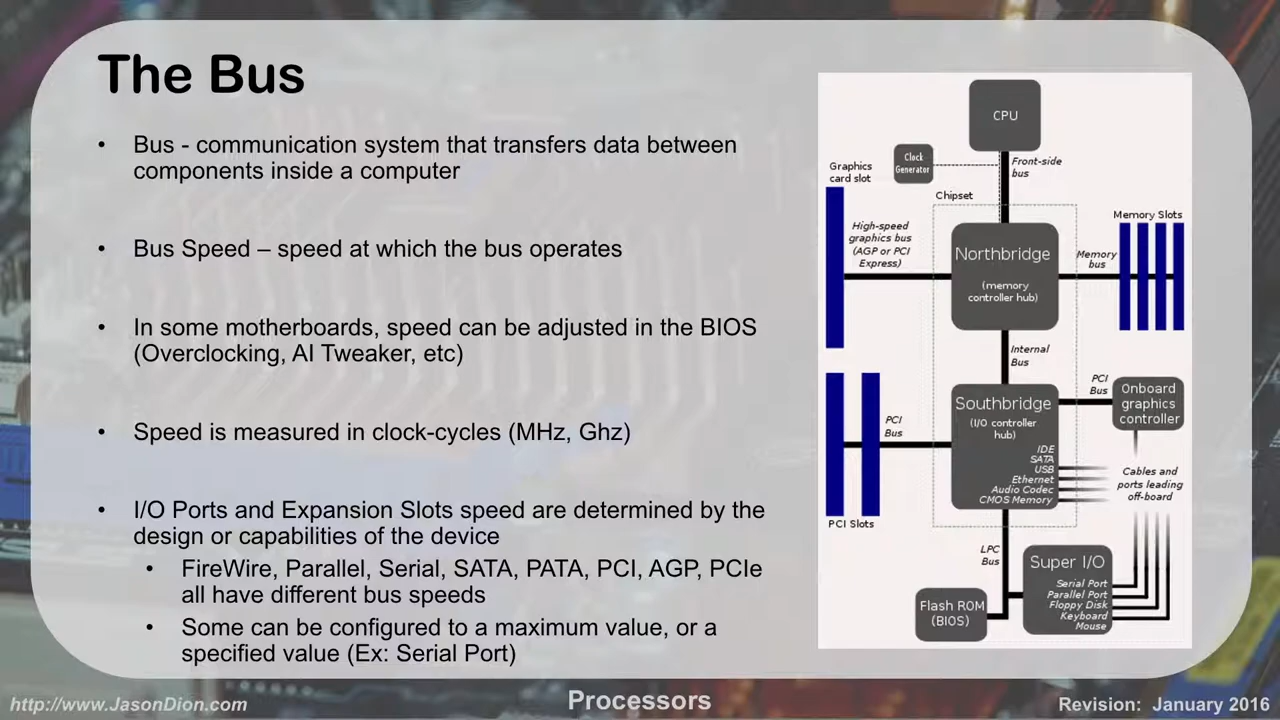 The Bus
• Bus - communication system that transfers data between
components inside a computer
• Bus Speed – speed at which the bus operates
• In some motherboards, speed can be adjusted in the BIOS
(Overclocking, AI Tweaker, etc)
• Speed is measured in clock-cycles (MHz, Ghz)
• I/O Ports and Expansion Slots speed are determined by the
design or capabilities of the device
• FireWire, Parallel, Serial, SATA, PATA, PCI, AGP, PCIe
all have different bus speeds
• Some can be configured to a maximum value, or a
specified value (Ex: Serial Port)
CPU
Clock
Generator
Front-side
bus
Graphics
card slot
Chipset
High-speed
graphics bus
(AGP or PCI
Express)
Northbridge
(memory
controller hub)
Memory
bus
Memory Slots
Internal
Bus
PCI
Bus
Southbridge
(I/O controller
hub)
IDE
SATA
USB
Ethernet
Audio Codec
CMOS Memory
PCI
Bus
Onboard
graphics
controller
Cables and
ports leading
off-board
PCI Slots
LPC
Bus
Super I/O
Serial Port
Parallel Port
Floppy Disk
Keyboard
Mouse
Flash ROM
(BIOS)
http://www.JasonDion.com
Processors
Revision: January 2016